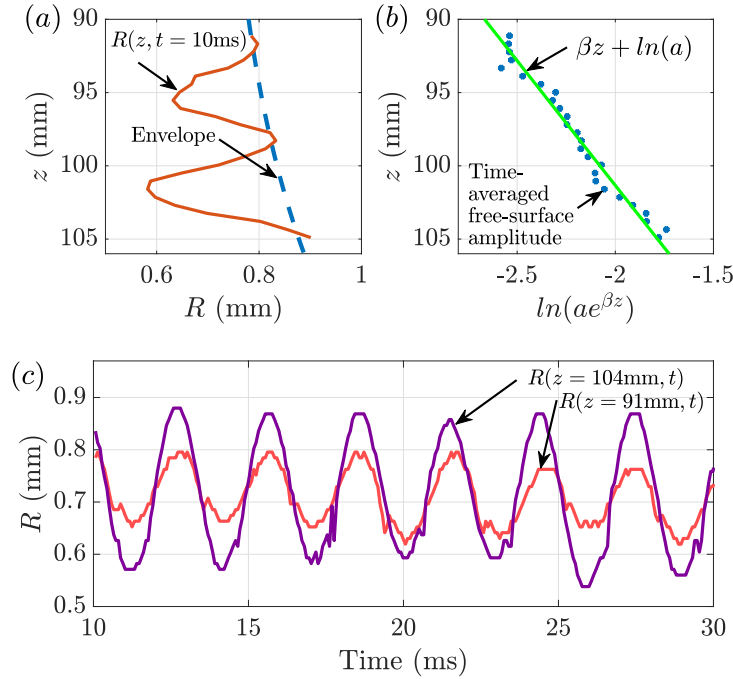 (a)
90
95
100
105
z (mm)
R(z, t = 10ms)
Envelope
0.6
0.8
1
R (mm)
(b)
90
95
100
105
z (mm)
βz + ln(a)
Time-
averaged
free-surface
amplitude
-2.5
-2
-1.5
ln(ae^{βz})
(c)
0.9
0.8
0.7
0.6
0.5
R (mm)
R(z = 104mm, t)
R(z = 91mm, t)
10
15
20
25
30
Time (ms)